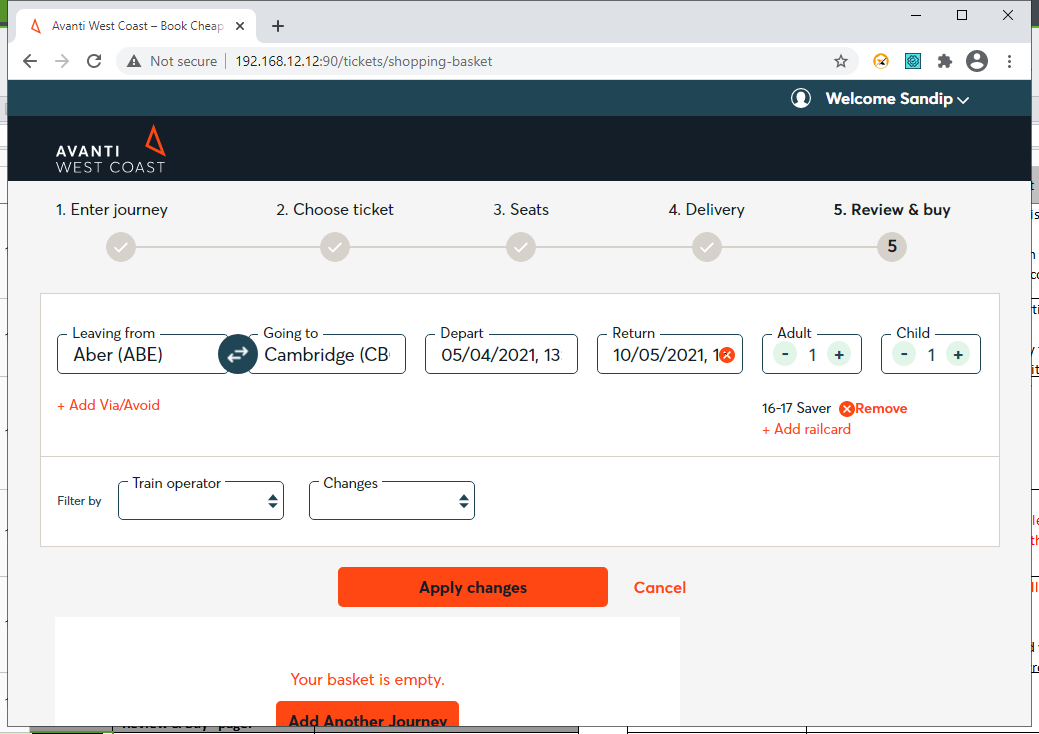 Avanti West Coast – Book Cheap
Not secure
192.168.12.12:90/tickets/shopping-basket
Welcome Sandip
AVANTI
WEST COAST
1. Enter journey
2. Choose ticket
3. Seats
4. Delivery
5. Review & buy
5
Leaving from
Going to
Depart
Return
Adult
Child
Aber (ABE)
Cambridge (CB
05/04/2021, 13:
10/05/2021, 1
- 1 +
- 1 +
+ Add Via/Avoid
16-17 Saver
Remove
+ Add railcard
Train operator
Changes
Filter by
Apply changes
Cancel
Your basket is empty.
Add Another Journey